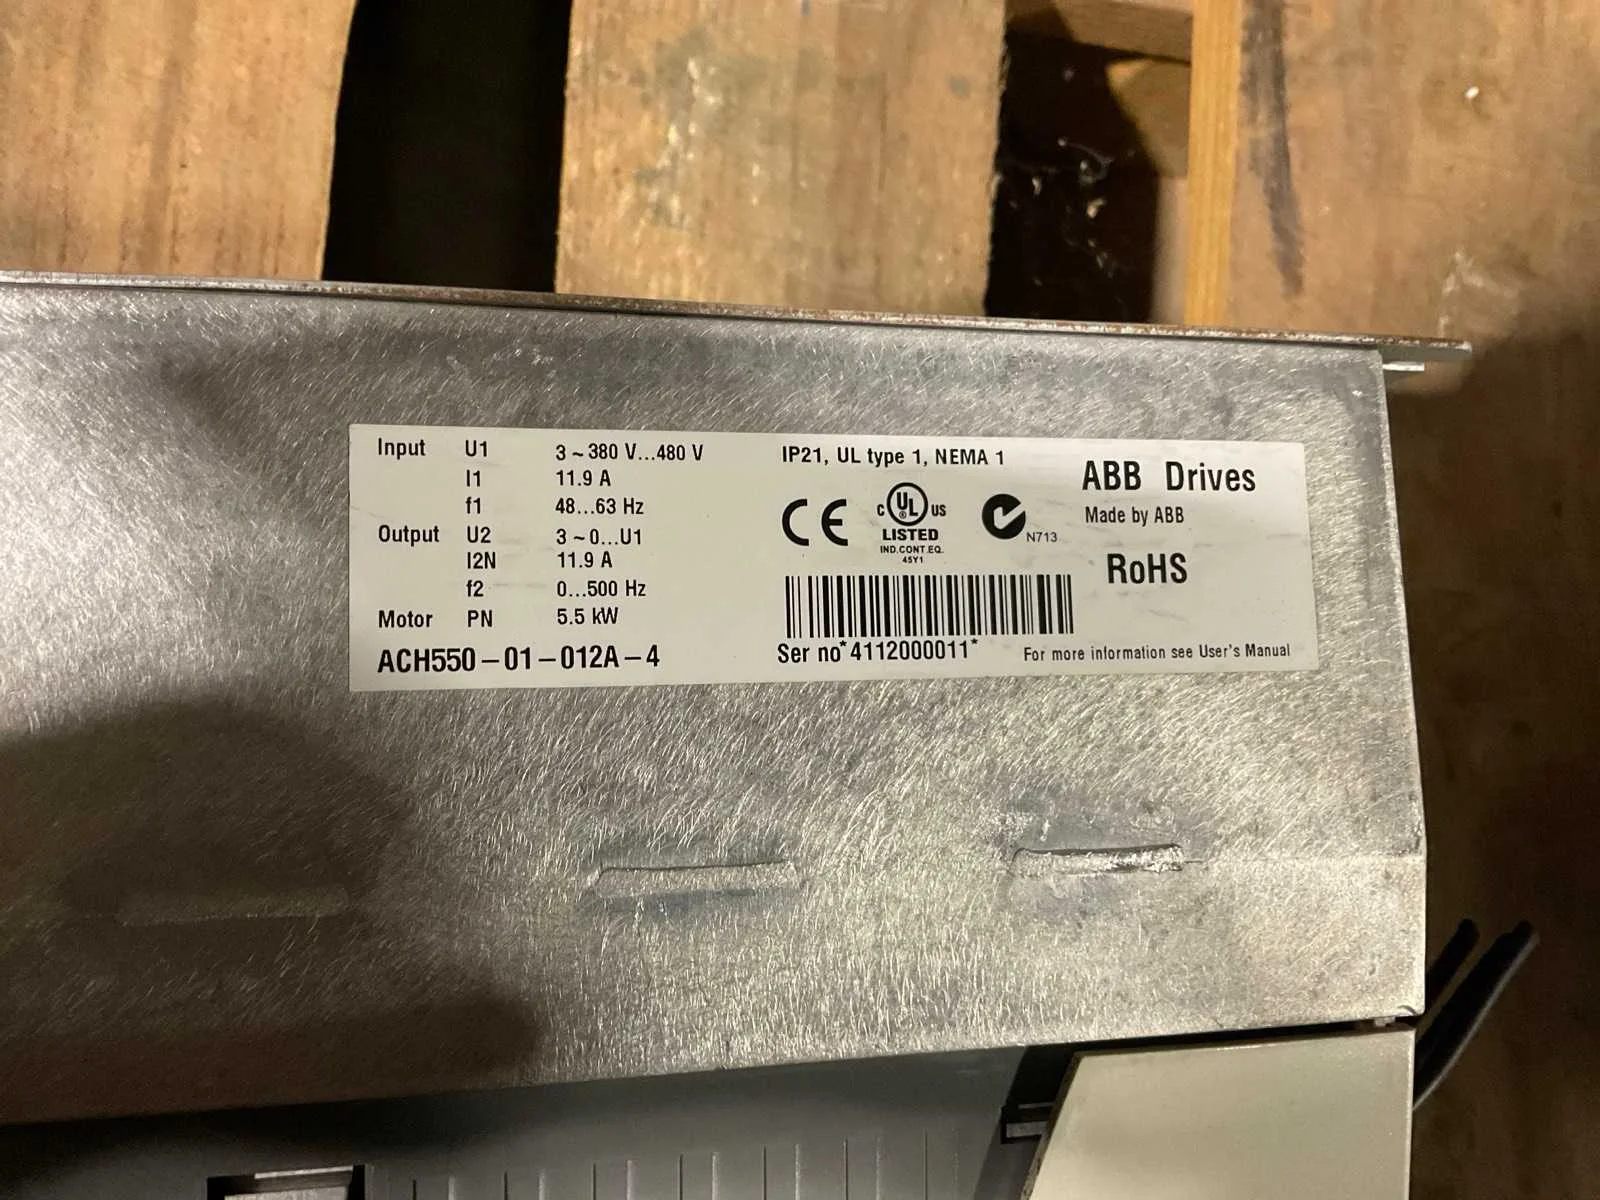 Input U1 3~380 V...480 V
I1 11.9 A
f1 48...63 Hz
Output U2 3~0...U1
I2N 11.9 A
f2 0...500 Hz
Motor PN 5.5 kW
ACH550-01-012A-4
IP21, UL type 1, NEMA 1
CE
C UL ® US
LISTED
IND.CONT.EQ.
45Y1
N713
Ser no*4112000011*
ABB Drives
Made by ABB
RoHS
For more information see User's Manual